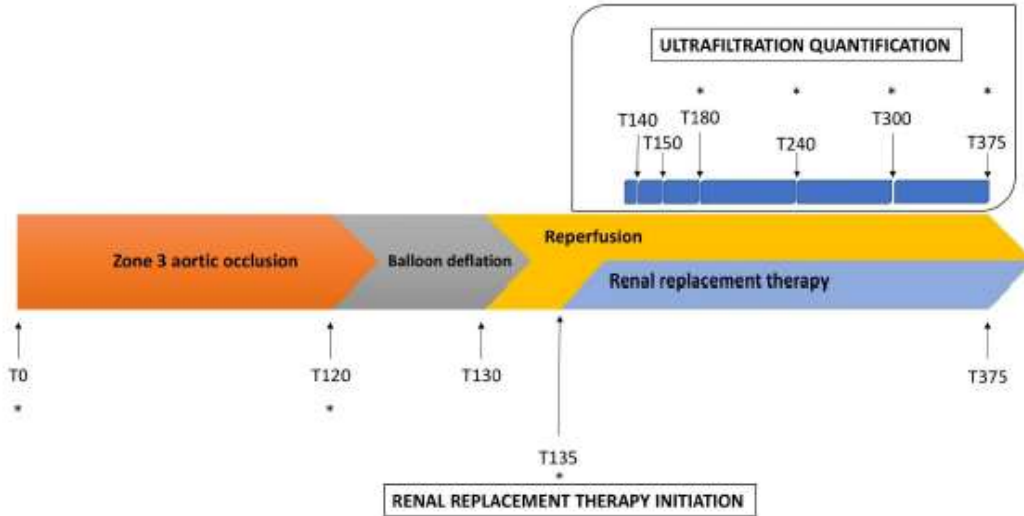 ULTRAFILTRATION QUANTIFICATION
* * * *
T140 T180 T300
T150 T240 T375
Zone 3 aortic occlusion
Balloon deflation
Reperfusion
Renal replacement therapy
T0 T120 T130 T375
* *
T135
*
RENAL REPLACEMENT THERAPY INITIATION